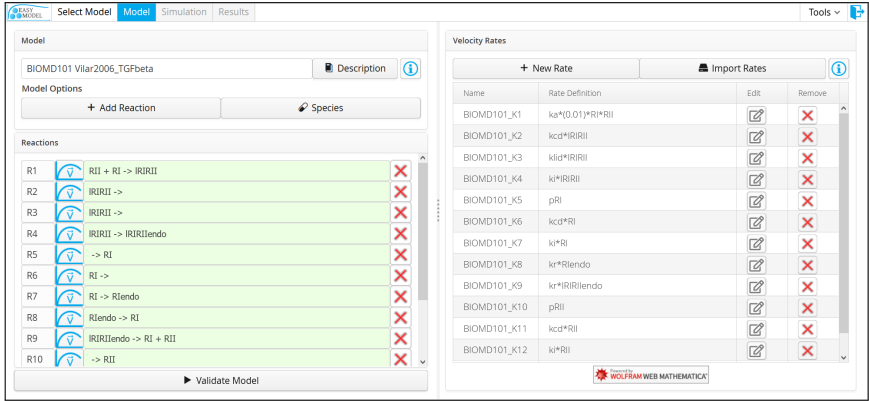 EASY MODEL Select Model Model Simulation Results Tools
Model
BIOMD101 Vilar2006_TGFbeta Description
Model Options
+ Add Reaction Species
Reactions
R1 V RII + RI -> lRIRII
R2 V lRIRII ->
R3 V lRIRII ->
R4 V lRIRII -> lRIRIIendo
R5 V -> RI
R6 V RI ->
R7 V RI -> RIendo
R8 V RIendo -> RI
R9 V lRIRIIendo -> RI + RII
R10 V -> RII
Validate Model
Velocity Rates
+ New Rate Import Rates
Name Rate Definition Edit Remove
BIOMD101_K1 ka*(0.01)*RI*RII
BIOMD101_K2 kcd*lRIRII
BIOMD101_K3 klid*lRIRII
BIOMD101_K4 ki*lRIRII
BIOMD101_K5 pRI
BIOMD101_K6 kcd*RI
BIOMD101_K7 ki*RI
BIOMD101_K8 kr*RIendo
BIOMD101_K9 kr*lRIRIIendo
BIOMD101_K10 pRII
BIOMD101_K11 kcd*RII
BIOMD101_K12 ki*RII
Powered by
WOLFRAM WEB MATHEMATICA